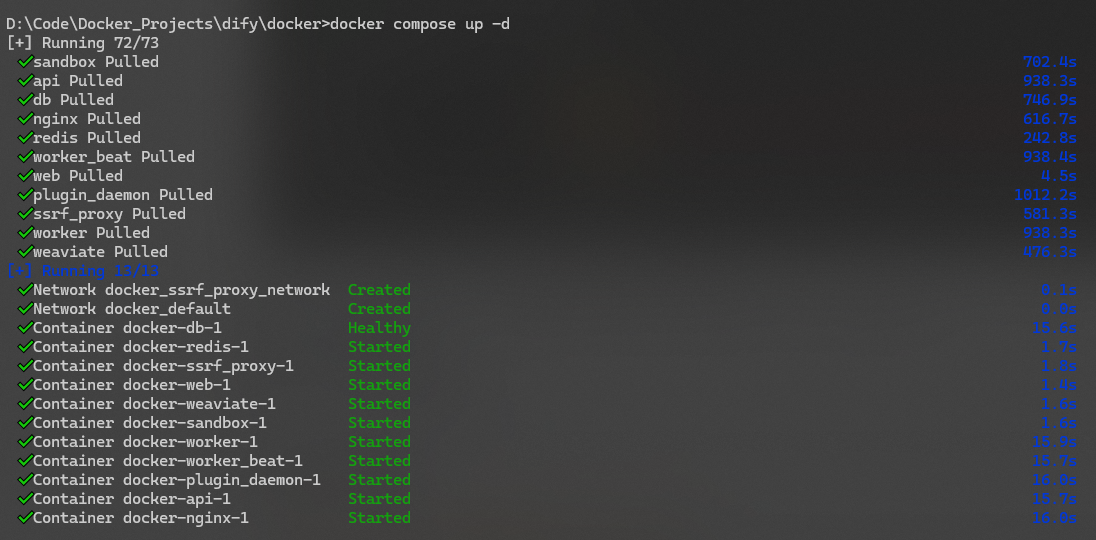 D:\Code\Docker_Projects\dify\docker>docker compose up -d
[+] Running 72/73
✔sandbox Pulled 702.4s
✔api Pulled 938.3s
✔db Pulled 746.9s
✔nginx Pulled 616.7s
✔redis Pulled 242.8s
✔worker_beat Pulled 938.4s
✔web Pulled 4.5s
✔plugin_daemon Pulled 1012.2s
✔ssrf_proxy Pulled 581.3s
✔worker Pulled 938.3s
✔weaviate Pulled 476.3s
[+] Running 13/13
✔Network docker_ssrf_proxy_network Created 0.1s
✔Network docker_default Created 0.0s
✔Container docker-db-1 Healthy 15.6s
✔Container docker-redis-1 Started 1.7s
✔Container docker-ssrf_proxy-1 Started 1.8s
✔Container docker-web-1 Started 1.4s
✔Container docker-weaviate-1 Started 1.6s
✔Container docker-sandbox-1 Started 1.6s
✔Container docker-worker-1 Started 15.9s
✔Container docker-worker_beat-1 Started 15.7s
✔Container docker-plugin_daemon-1 Started 16.0s
✔Container docker-api-1 Started 15.7s
✔Container docker-nginx-1 Started 16.0s